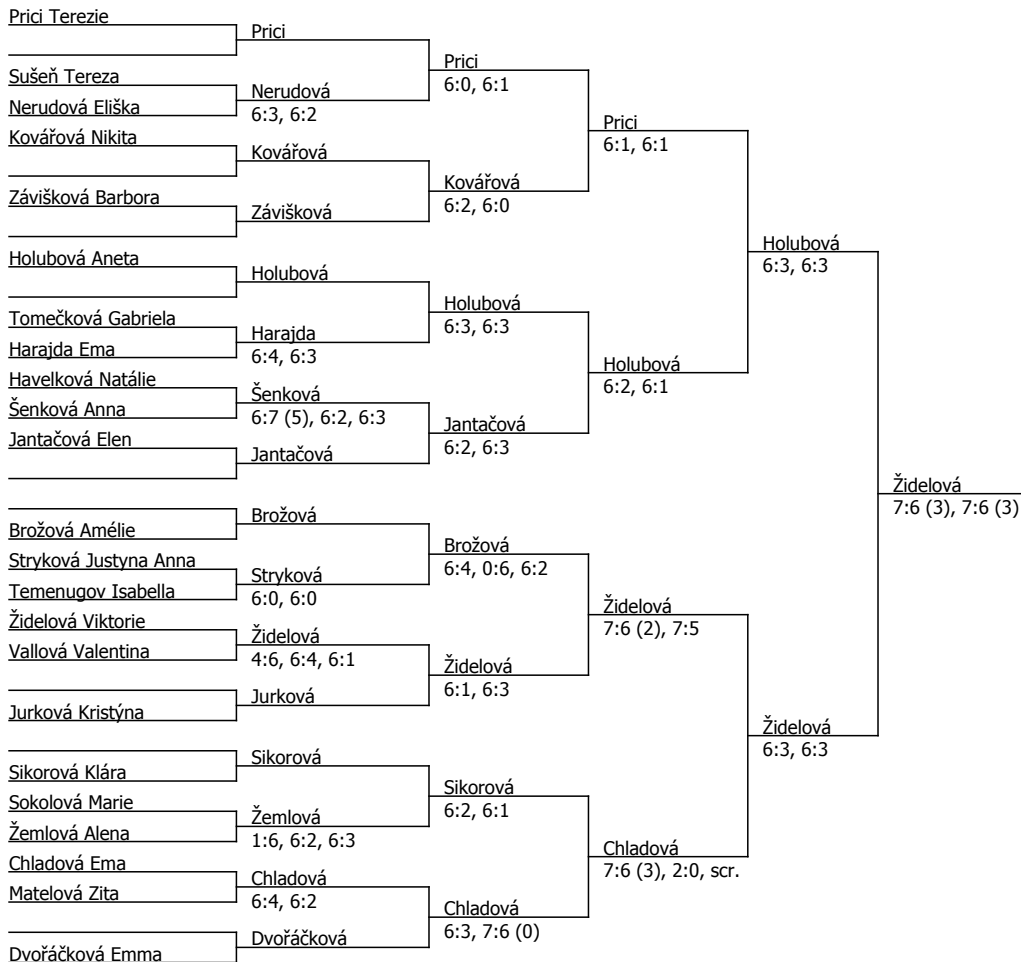 Prici Terezie
Sušeň Tereza
Nerudová Eliška
Kovářová Nikita
Závišková Barbora
Holubová Aneta
Tomečková Gabriela
Harajda Ema
Havelková Natálie
Šenková Anna
Jantačová Elen
Brožová Amélie
Stryková Justyna Anna
Temenugov Isabella
Židelová Viktorie
Vallová Valentina
Jurková Kristýna
Sikorová Klára
Sokolová Marie
Žemlová Alena
Chladová Ema
Matelová Zita
Dvořáčková Emma
Prici
Nerudová
6:3, 6:2
Kovářová
Závišková
Holubová
Harajda
6:4, 6:3
Šenková
6:7 (5), 6:2, 6:3
Jantačová
Brožová
Stryková
6:0, 6:0
Židelová
4:6, 6:4, 6:1
Jurková
Sikorová
Žemlová
1:6, 6:2, 6:3
Chladová
6:4, 6:2
Dvořáčková
Prici
6:0, 6:1
Kovářová
6:2, 6:0
Holubová
6:3, 6:3
Jantačová
6:2, 6:3
Brožová
6:4, 0:6, 6:2
Židelová
6:1, 6:3
Sikorová
6:2, 6:1
Chladová
6:3, 7:6 (0)
Prici
6:1, 6:1
Holubová
6:2, 6:1
Židelová
7:6 (2), 7:5
Chladová
7:6 (3), 2:0, scr.
Holubová
6:3, 6:3
Židelová
6:3, 6:3
Židelová
7:6 (3), 7:6 (3)